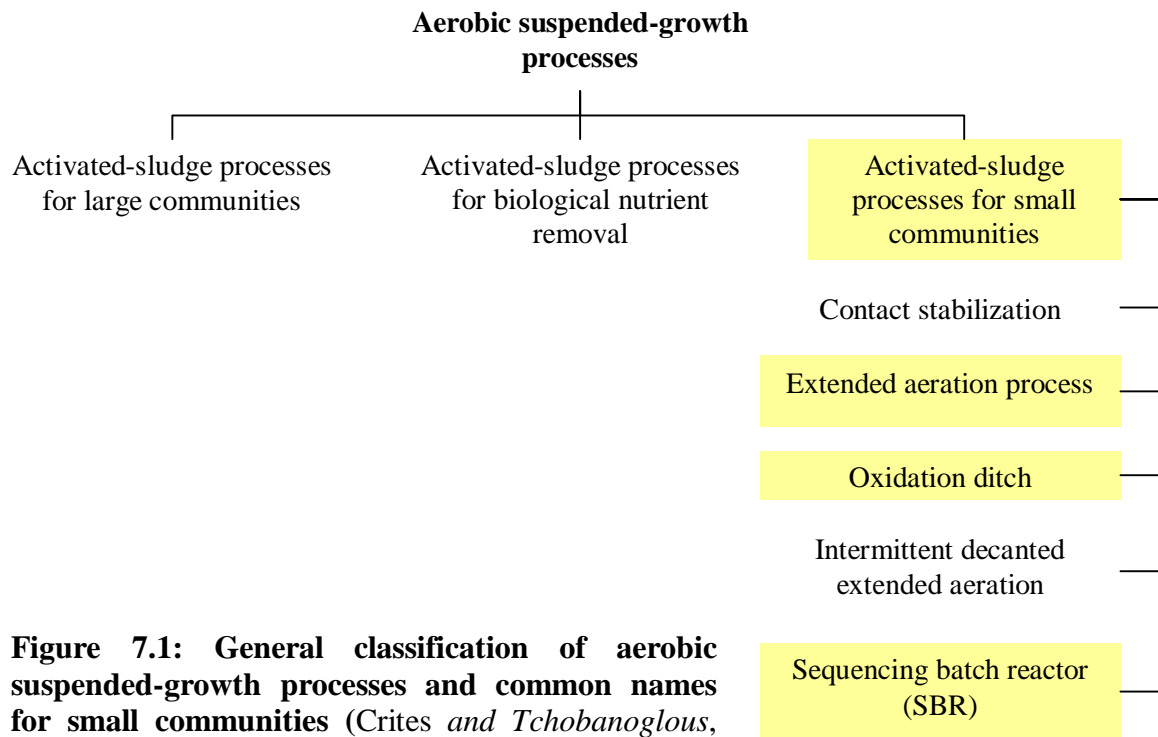 Aerobic suspended-growth
processes
Activated-sludge processes
for large communities
Activated-sludge processes
for biological nutrient
removal
Activated-sludge
processes for small
communities
Contact stabilization
Extended aeration process
Oxidation ditch
Intermittent decanted
extended aeration
Sequencing batch reactor
(SBR)
Figure 7.1: General classification of aerobic
suspended-growth processes and common names
for small communities (Crites and Tchobanoglous,